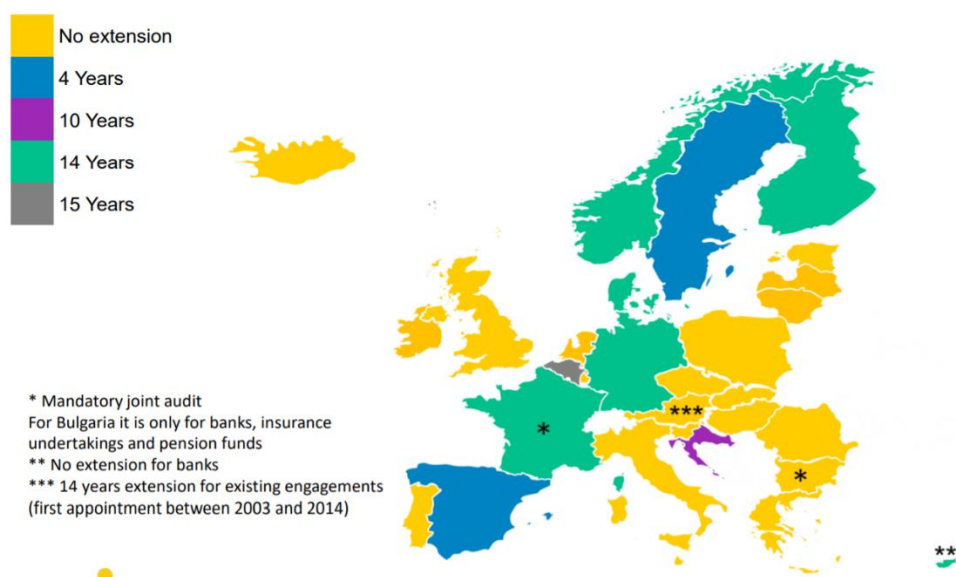 No extension
4 Years
10 Years
14 Years
15 Years
* Mandatory joint audit
For Bulgaria it is only for banks, insurance
undertakings and pension funds
** No extension for banks
*** 14 years extension for existing engagements
(first appointment between 2003 and 2014)
***
*
*
**